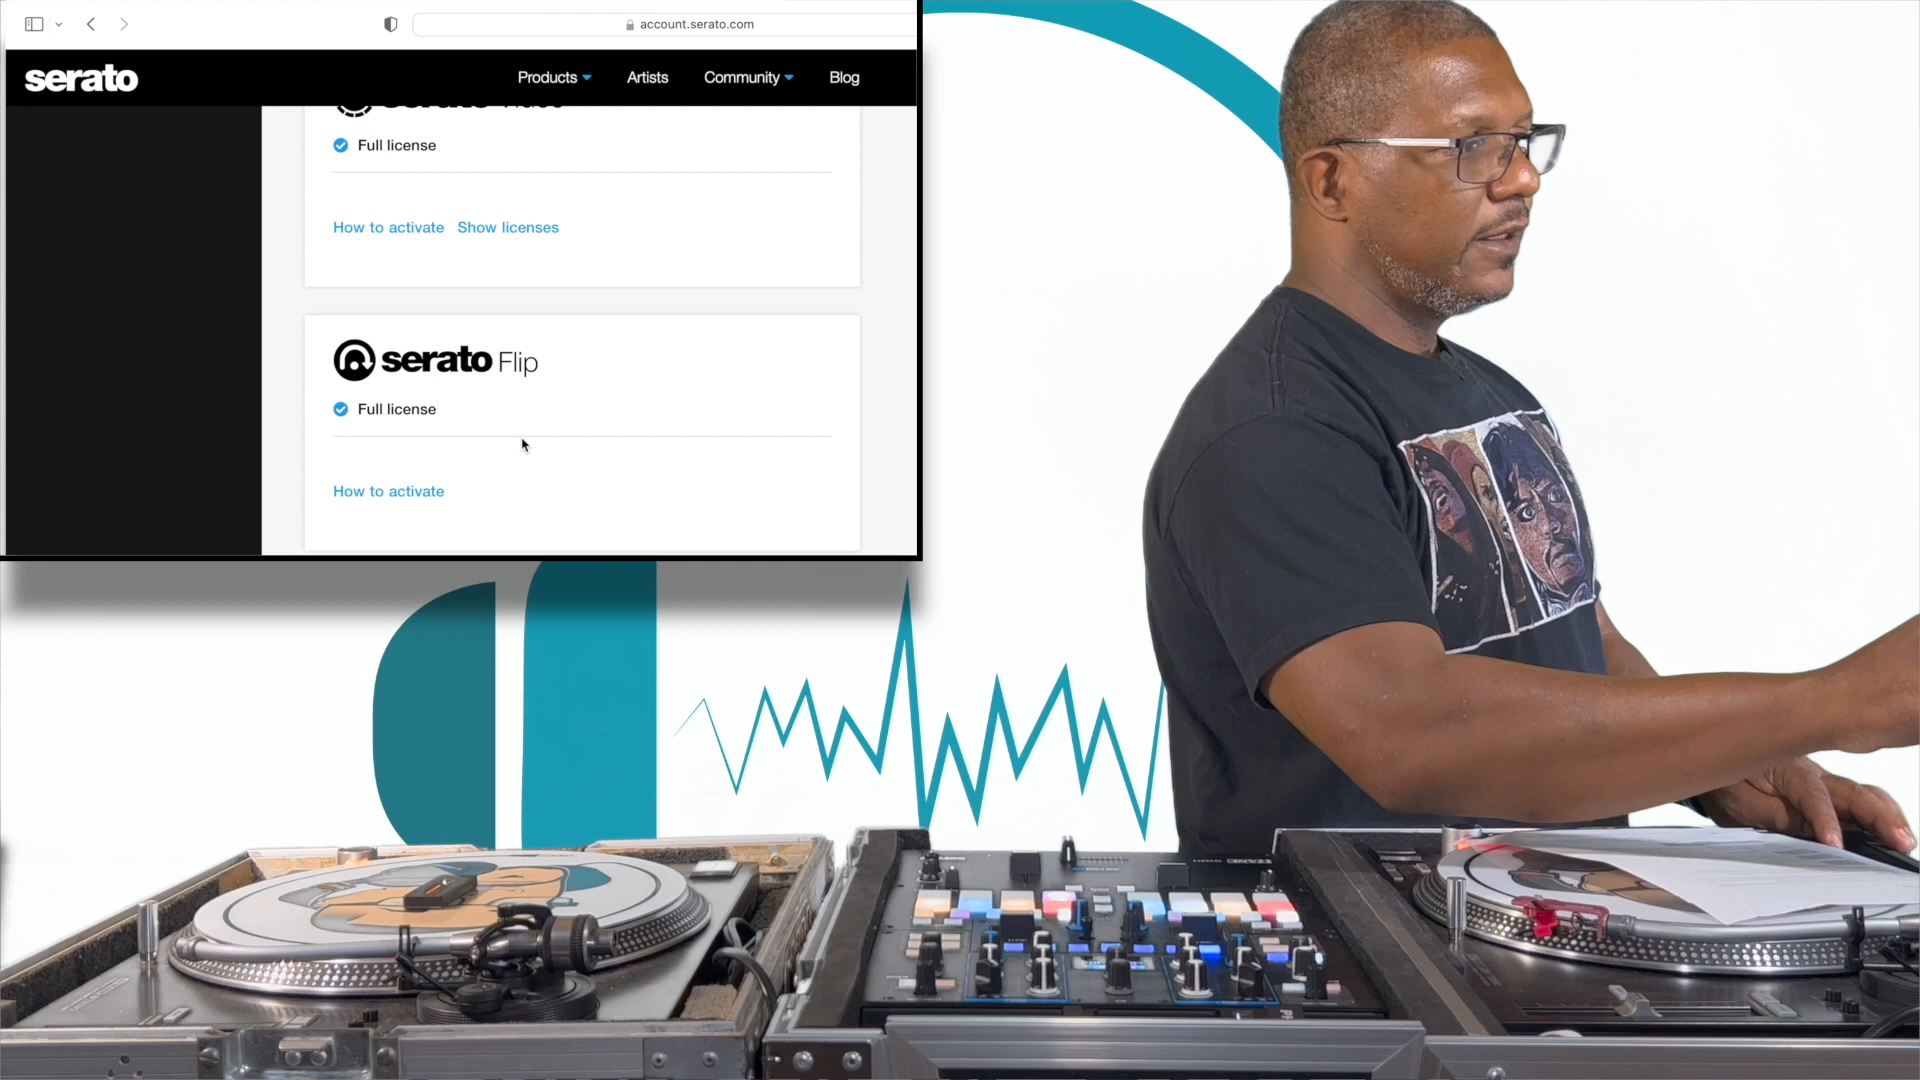 account.serato.com
serato Products Artists Community Blog
serato
Full license
How to activate Show licenses
serato Flip
Full license
How to activate